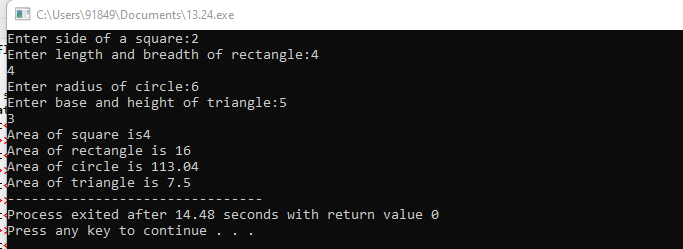 C:\Users\91849\Documents\13.24.exe
Enter side of a square:2
Enter length and breadth of rectangle:4
4
Enter radius of circle:6
Enter base and height of triangle:5
3
Area of square is4
Area of rectangle is 16
Area of circle is 113.04
Area of triangle is 7.5
--------------------------------
Process exited after 14.48 seconds with return value 0
Press any key to continue . . .